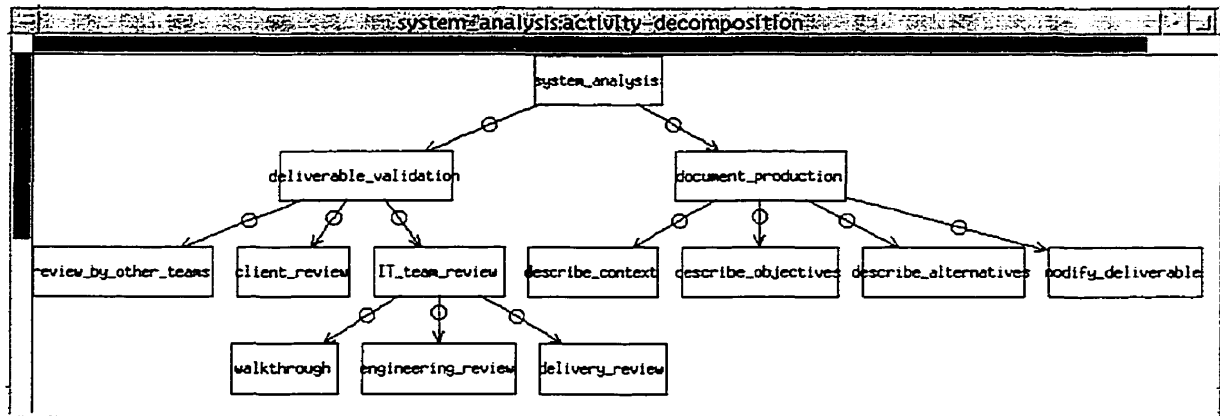 system_analysis:activity-decomposition
system_analysis
deliverable_validation
document_production
review_by_other_teams
client_review
IT_team_review
describe_context
describe_objectives
describe_alternatives
modify_deliverable
walkthrough
engineering_review
delivery_review